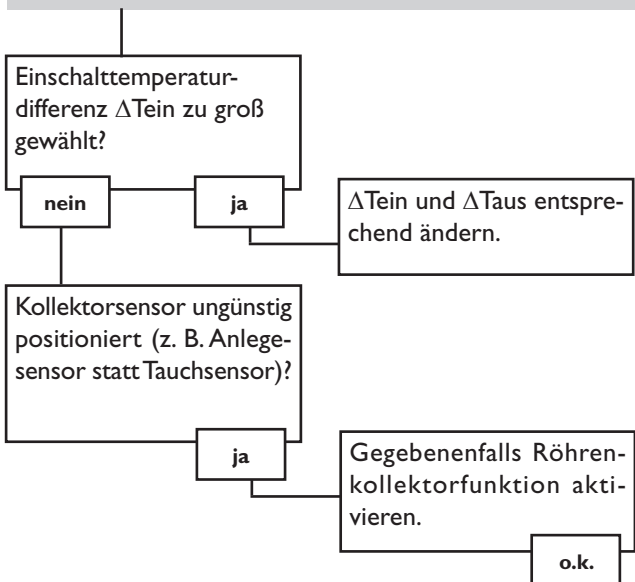 Einschalttemperatur-
differenz ΔTein zu groß
gewählt?
nein
ja
ΔTein und ΔTaus entspre-
chend ändern.
Kollektorsensor ungünstig
positioniert (z. B. Anlege-
sensor statt Tauchsensor)?
ja
Gegebenenfalls Röhren-
kollektorfunktion akti-
vieren.
o.k.